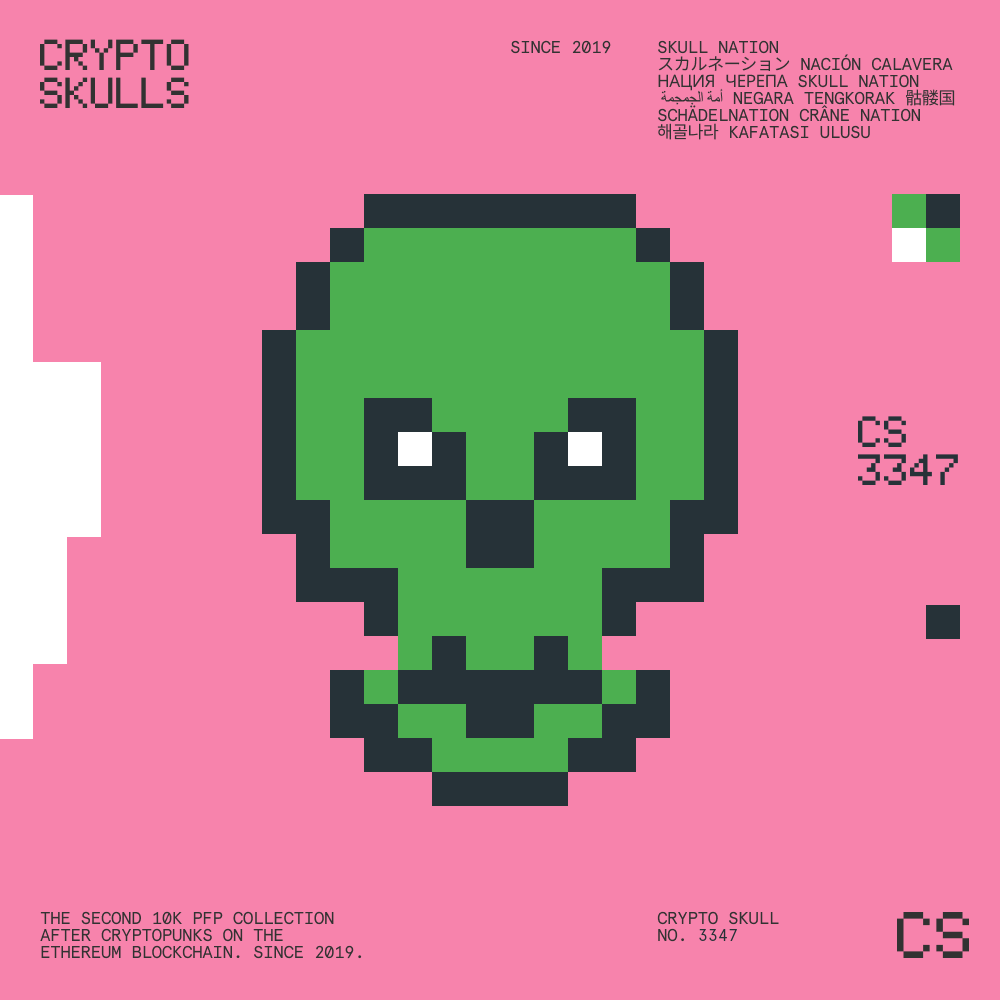 CRYPTO
SKULLS
SINCE 2019
SKULL NATION
スカルネーション NACIÓN CALAVERA
НАЦИЯ ЧЕРЕПА SKULL NATION
أمة الجمجمة NEGARA TENGKORAK 骷髅国
SCHÄDELNATION CRÂNE NATION
해골나라 KAFATASI ULUSU
CS
3347
THE SECOND 10K PFP COLLECTION
AFTER CRYPTOPUNKS ON THE
ETHEREUM BLOCKCHAIN. SINCE 2019.
CRYPTO SKULL
NO. 3347
CS